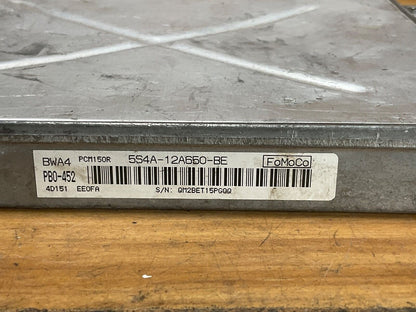 BWA4 PCM150R 5S4A-12A650-BE FoMoCo
PB0-452
4D151 EE0FA S/N: QM2BET15PGQQ